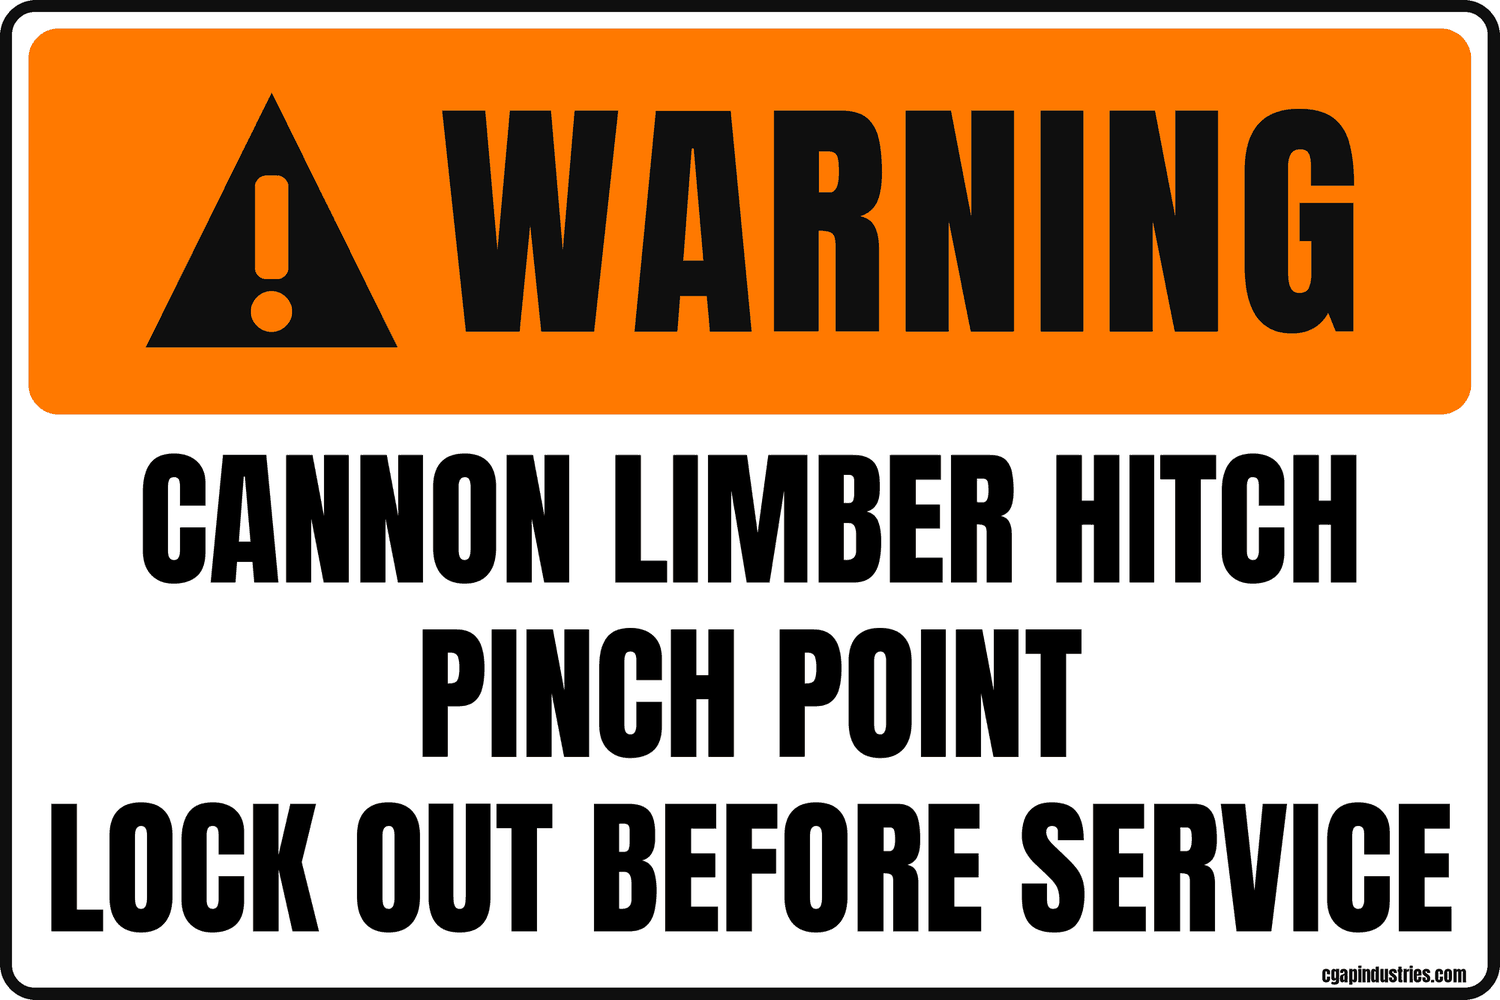 WARNING
CANNON LIMBER HITCH
PINCH POINT
LOCK OUT BEFORE SERVICE
cgapindustries.com